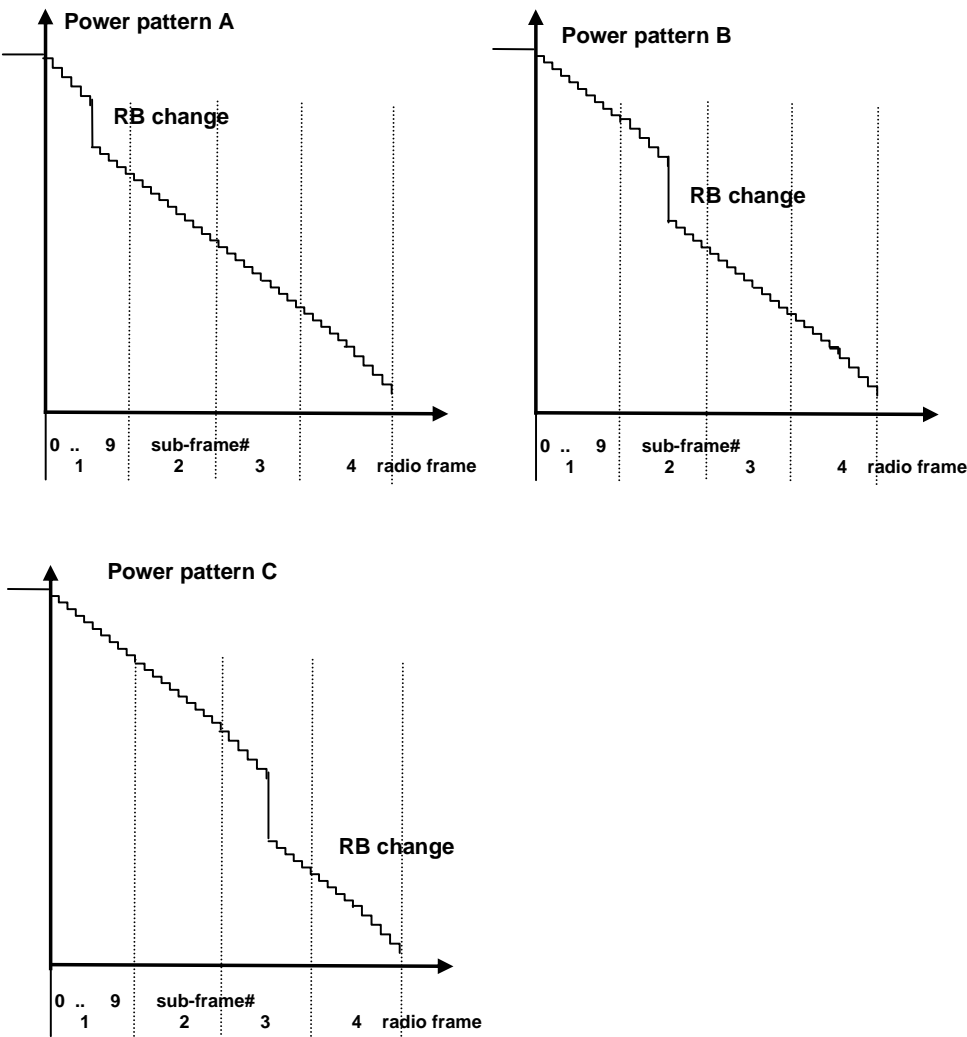 Power pattern A
RB change
0 .. 9 sub-frame#
1 2 3 4 radio frame
Power pattern B
RB change
0 .. 9 sub-frame#
1 2 3 4 radio frame
Power pattern C
RB change
0 .. 9 sub-frame#
1 2 3 4 radio frame